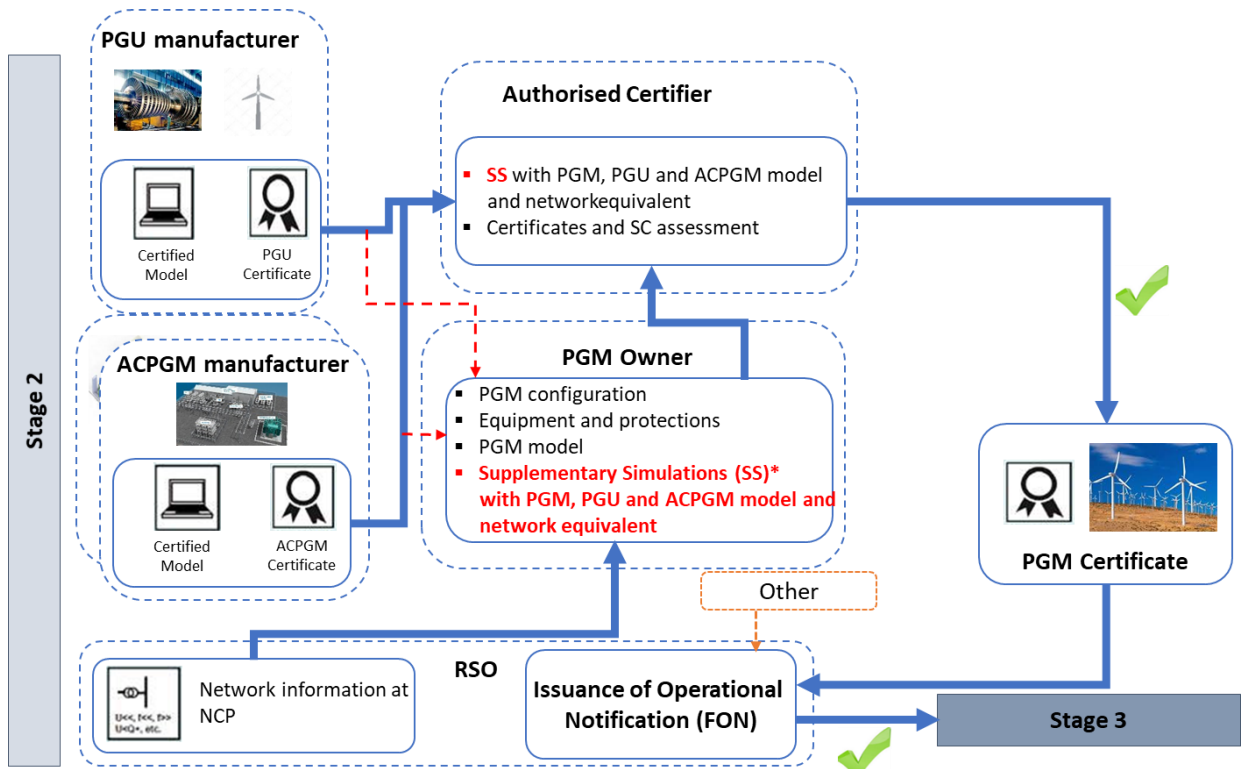 Stage 2
PGU manufacturer
Certified
Model
PGU
Certificate
ACPGM manufacturer
Certified
Model
ACPGM
Certificate
Authorised Certifier
▪ SS with PGM, PGU and ACPGM model
and networkequivalent
▪ Certificates and SC assessment
PGM Owner
▪ PGM configuration
▪ Equipment and protections
▪ PGM model
▪ Supplementary Simulations (SS)*
with PGM, PGU and ACPGM model and
network equivalent
PGM Certificate
Other
RSO
U<<, f<<, f>>
U<Q+, etc.
Network information at
NCP
Issuance of Operational
Notification (FON)
Stage 3